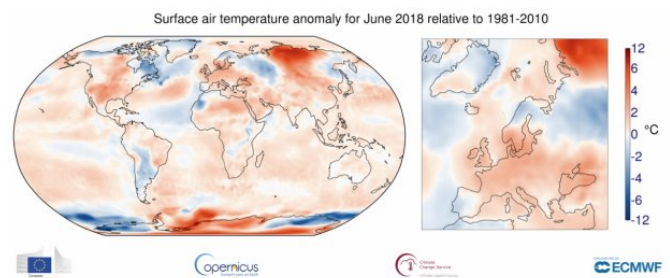 Surface air temperature anomaly for June 2018 relative to 1981-2010
12
6
4
2
0
-2
-4
-6
-12
°C
opernicus
Climate
Change Service
ECMWF